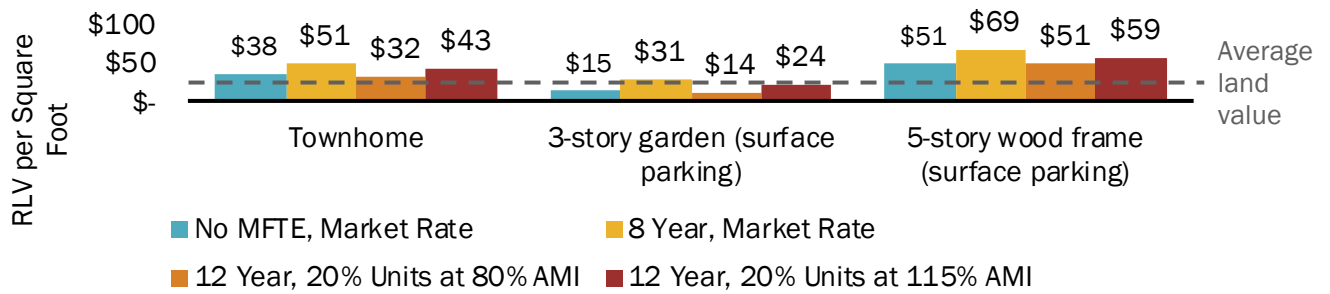 RLV per Square
Foot
$100
$50
$-
$38
$51
$32
$43
$15
$31
$14
$24
$51
$69
$51
$59
Average
land
value
Townhome
3-story garden (surface
parking)
5-story wood frame
(surface parking)
No MFTE, Market Rate
8 Year, Market Rate
12 Year, 20% Units at 80% AMI
12 Year, 20% Units at 115% AMI